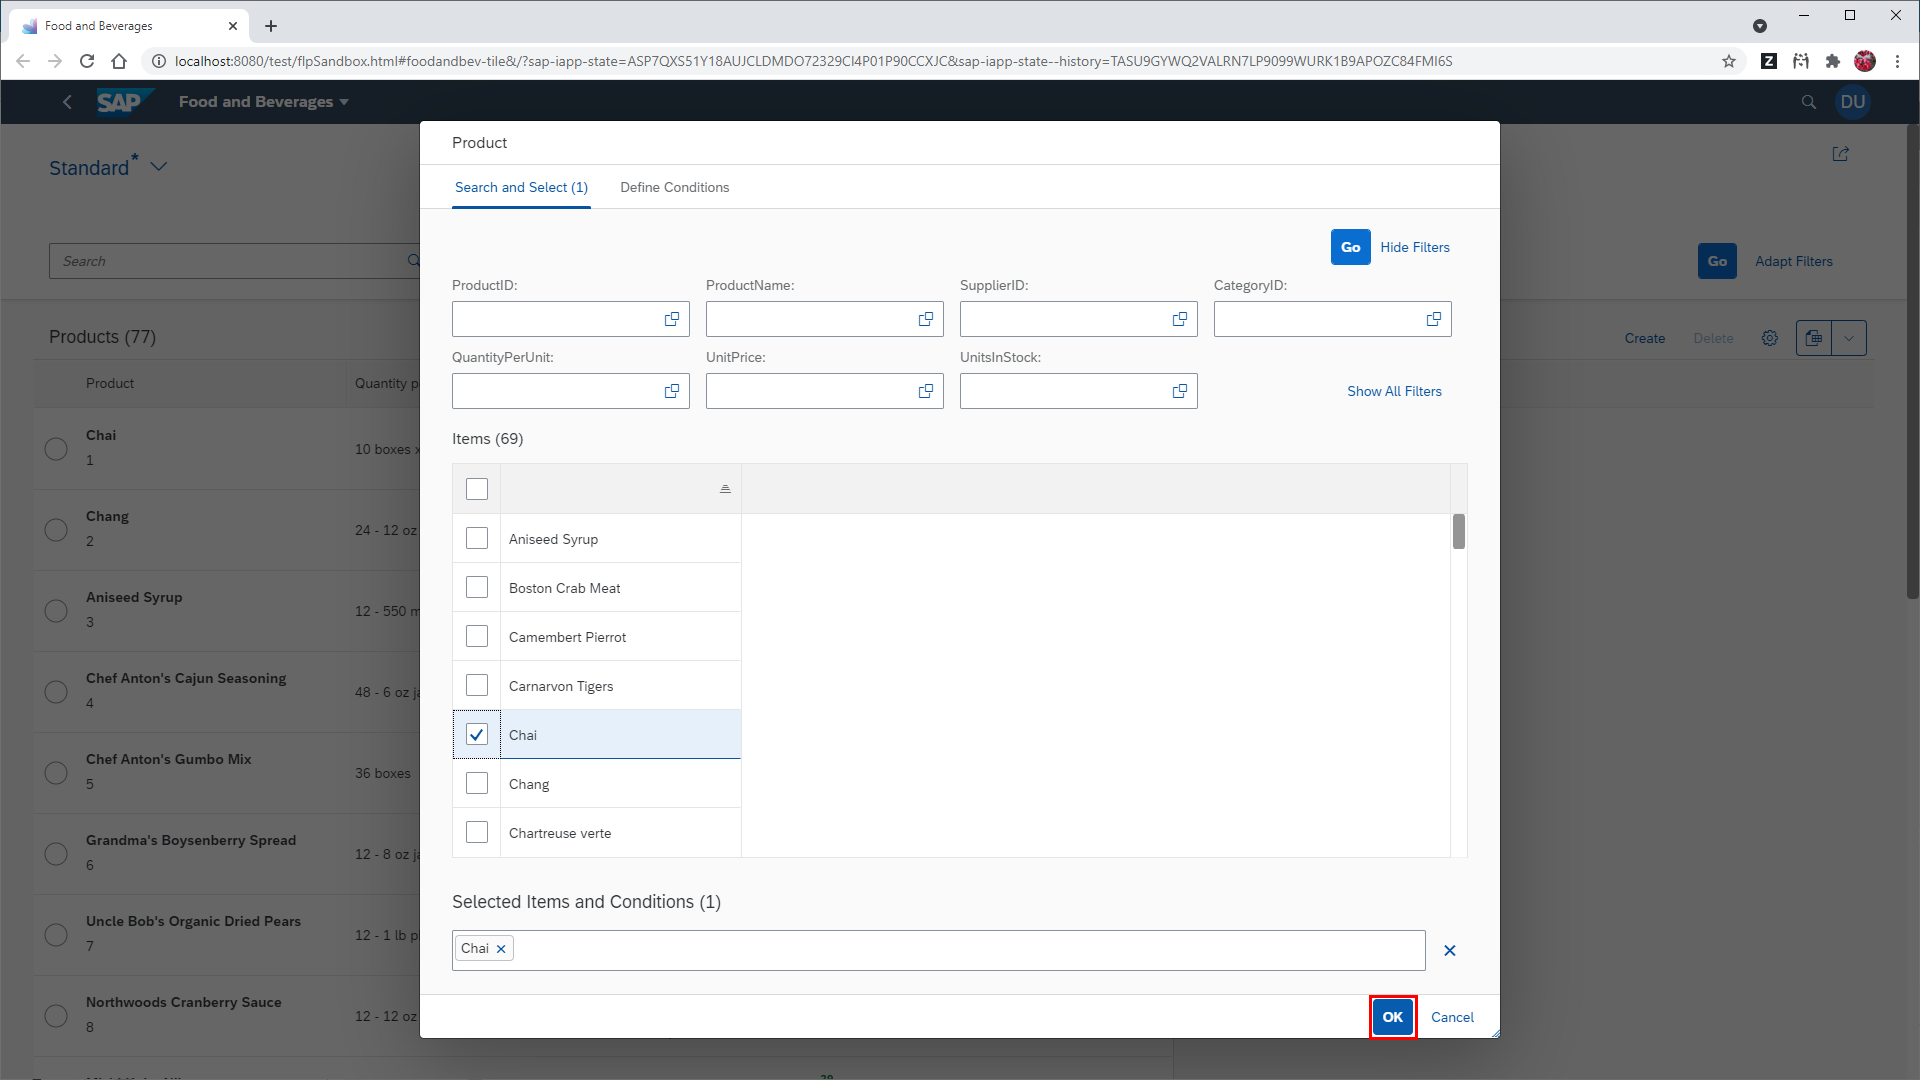 Food and Beverages
localhost:8080/test/flpSandbox.html#foodandbev-tile&/?sap-iapp-state=ASP7QXS51Y18AUJCLDMDO72329CI4P01P90CCXJC&sap-iapp-state--history=TASU9GYWQ2VALRN7LP9099WURK1B9APOZC84FMI6S
SAP Food and Beverages DU
Standard*
Search
Go Adapt Filters
Products (77)
Create Delete
Product Quantity p
Chai
1
10 boxes x
Chang
2
24 - 12 oz
Aniseed Syrup
3
12 - 550 m
Chef Anton's Cajun Seasoning
4
48 - 6 oz ja
Chef Anton's Gumbo Mix
5
36 boxes
Grandma's Boysenberry Spread
6
12 - 8 oz ja
Uncle Bob's Organic Dried Pears
7
12 - 1 lb p
Northwoods Cranberry Sauce
8
12 - 12 oz
Product
Search and Select (1) Define Conditions
Go Hide Filters
ProductID: ProductName: SupplierID: CategoryID:
QuantityPerUnit: UnitPrice: UnitsInStock:
Show All Filters
Items (69)
Aniseed Syrup
Boston Crab Meat
Camembert Pierrot
Carnarvon Tigers
Chai
Chang
Chartreuse verte
Selected Items and Conditions (1)
Chai
OK Cancel